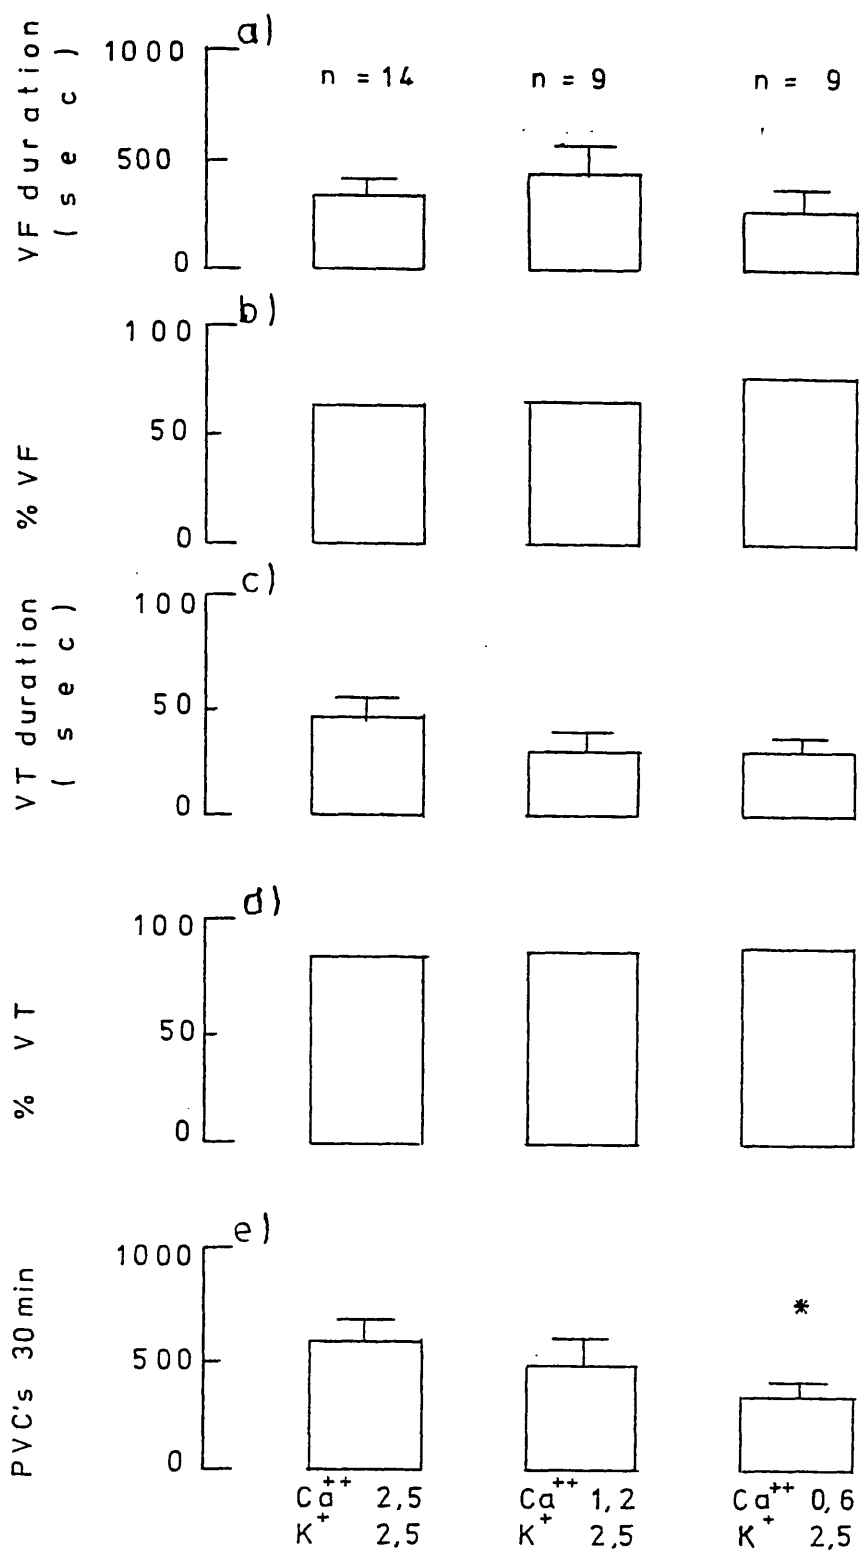 a)
VF duration
( sec )
1000
500
0
n = 14
n = 9
n = 9
b)
% VF
100
50
0
c)
VT duration
( sec )
100
50
0
d)
% VT
100
50
0
e)
PVC's 30min
1000
500
0
*
Ca++ 2,5
K+ 2,5
Ca++ 1,2
K+ 2,5
Ca++ 0,6
K+ 2,5